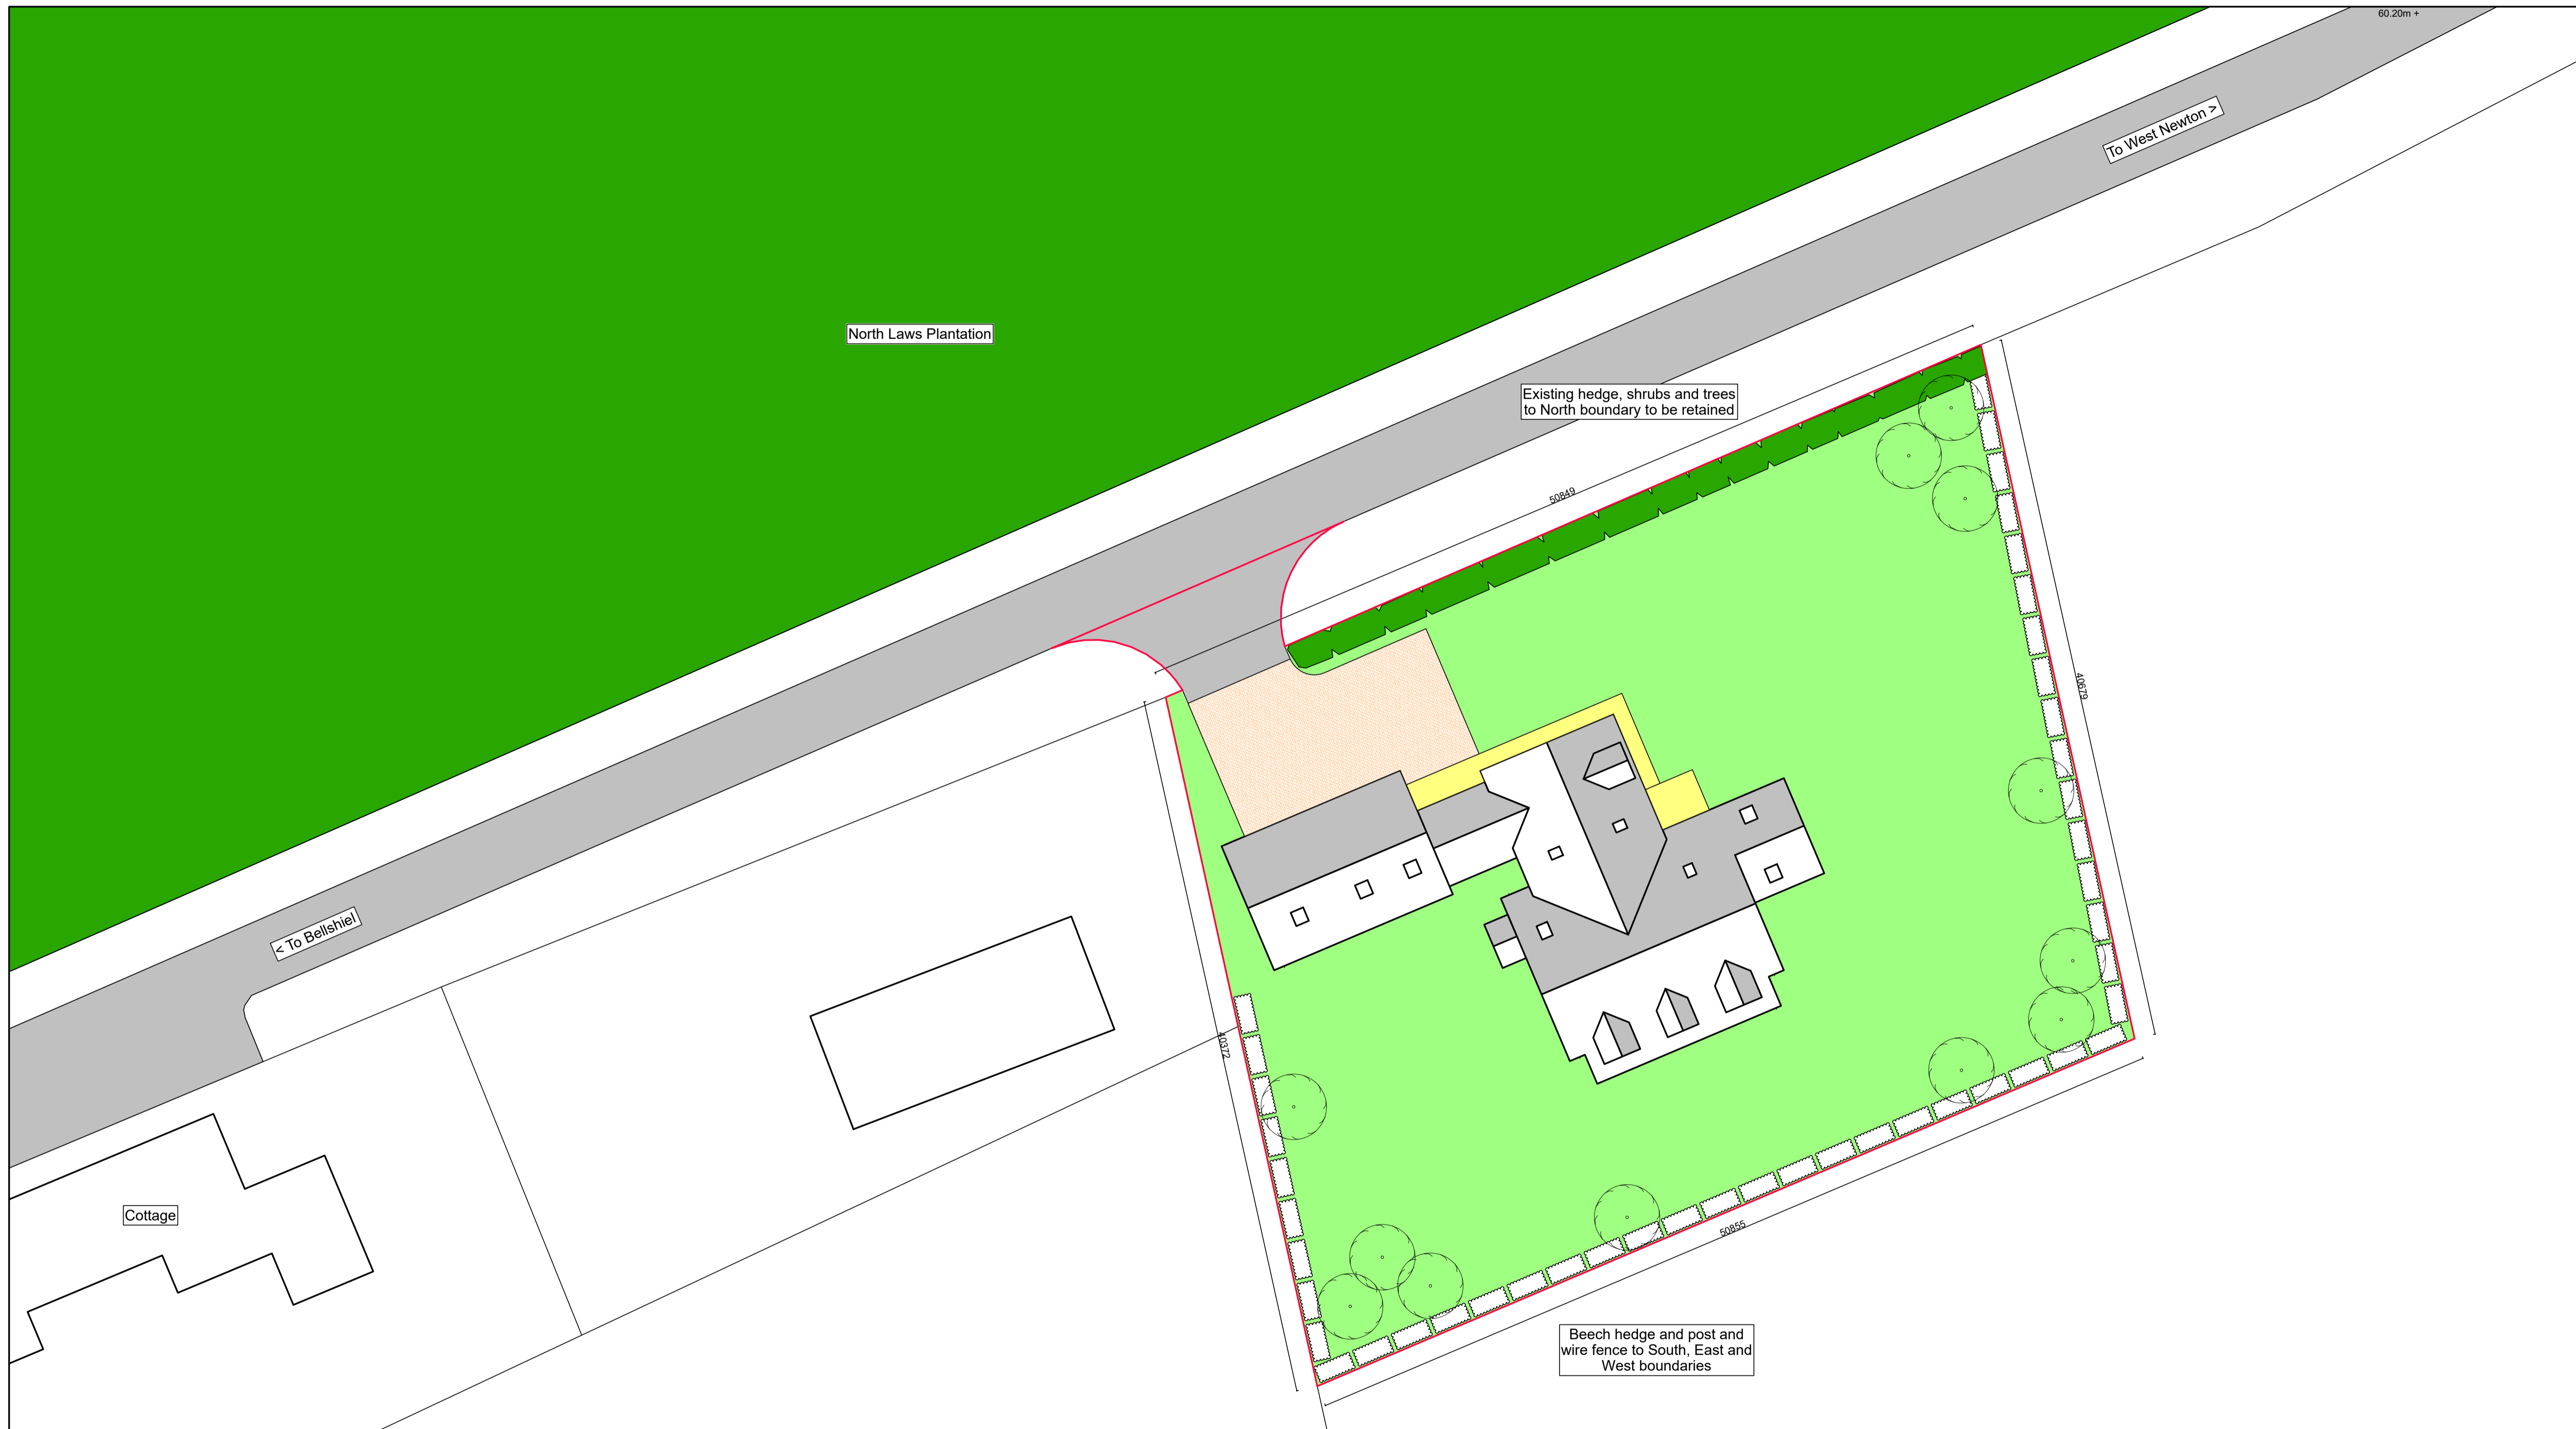 60.20m +
To West Newton >
North Laws Plantation
Existing hedge, shrubs and trees
to North boundary to be retained
50849
40679
< To Bellshiel
40372
Cottage
50855
Beech hedge and post and
wire fence to South, East and
West boundaries